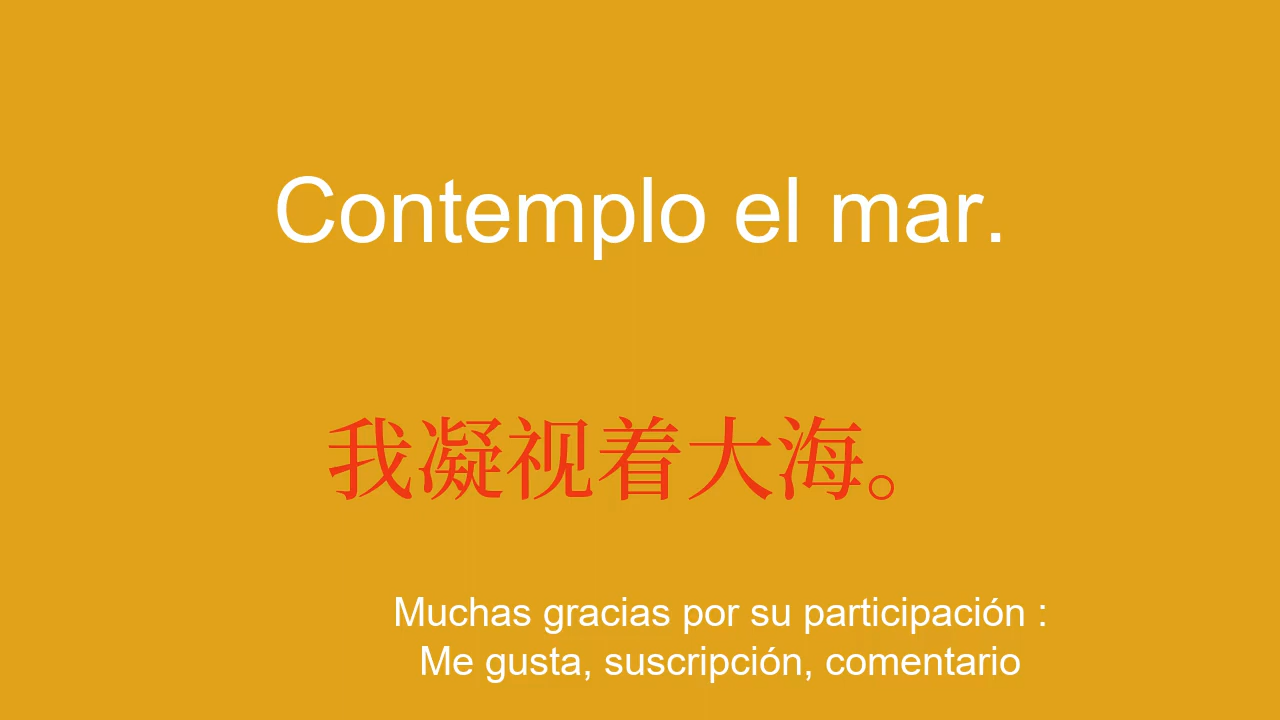 Contemplo el mar.
我凝视着大海。
Muchas gracias por su participación :
Me gusta, suscripción, comentario